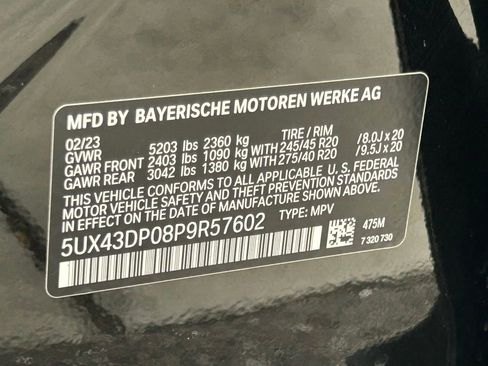 MFD BY BAYERISCHE MOTOREN WERKE AG
02/23 TIRE / RIM
GVWR 5203 lbs 2360 kg
GAWR FRONT 2403 lbs 1090 kg WITH 245/45 R20 /8.0J x 20
GAWR REAR 3042 lbs 1380 kg WITH 275/40 R20 /9.5J x 20
THIS VEHICLE CONFORMS TO ALL APPLICABLE U. S. FEDERAL
MOTOR VEHICLE SAFETY AND THEFT PREVENTION STANDARDS
IN EFFECT ON THE DATE OF MANUFACTURE SHOWN ABOVE.
5UX43DP08P9R57602 TYPE: MPV
475M
7 320 730